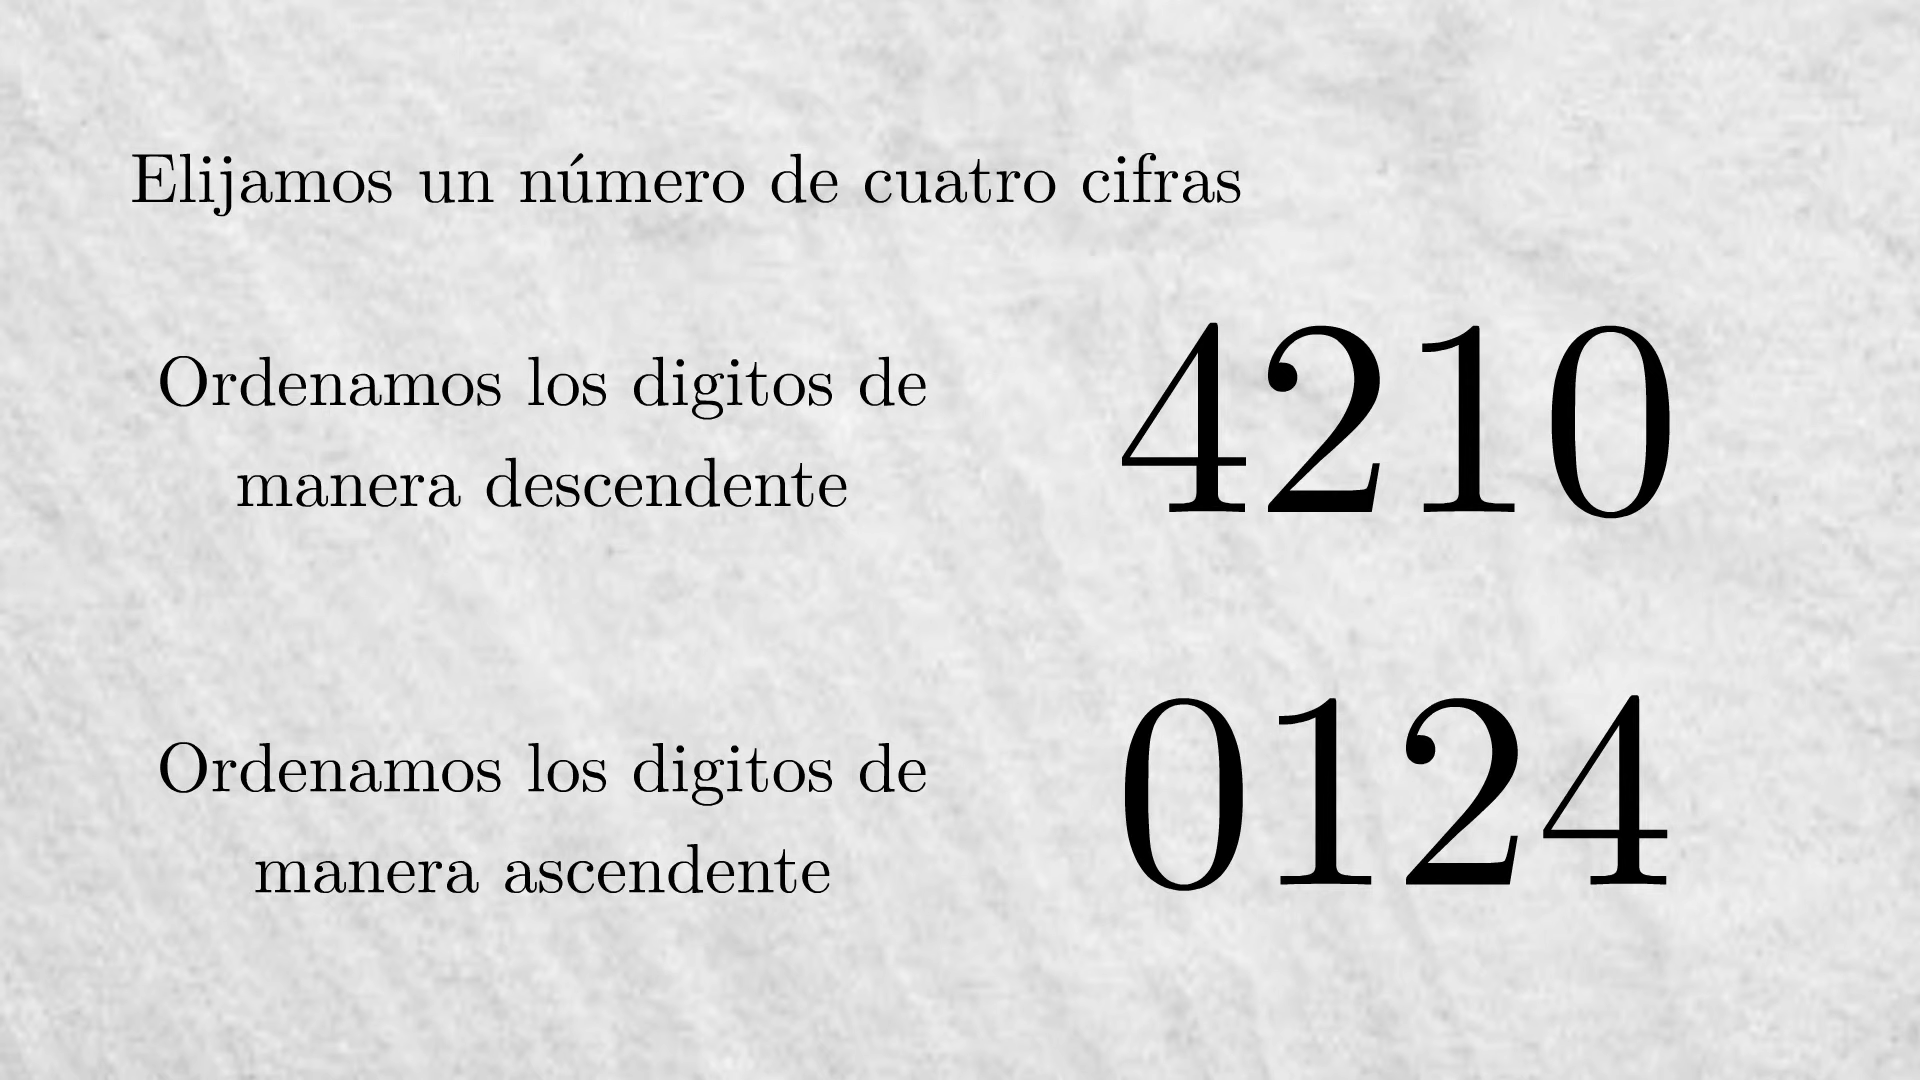 Elijamos un número de cuatro cifras
Ordenamos los digitos de
manera descendente
4210
Ordenamos los digitos de
manera ascendente
0124